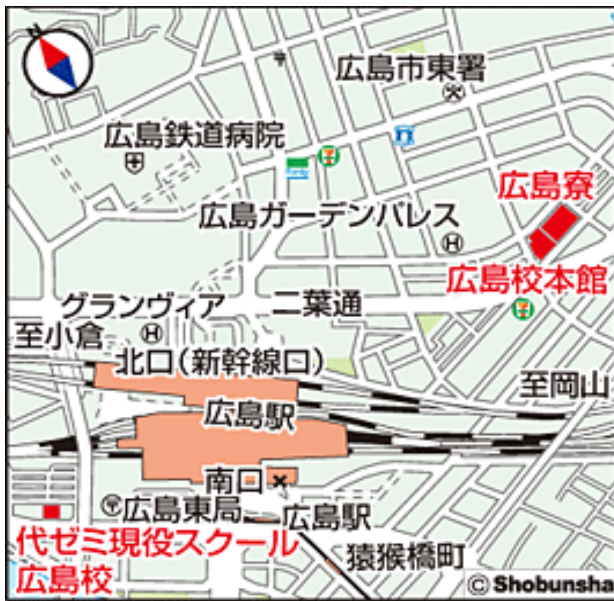 N
広島市東署
広島鉄道病院
広島寮
広島ガーデンパレス
広島校本館
グランヴィア
二葉通
至小倉
北口(新幹線口)
至岡山
広島駅
南口
広島東局
広島駅
代ゼミ現役スクール
広島校
猿猴橋町
© Shobunsha